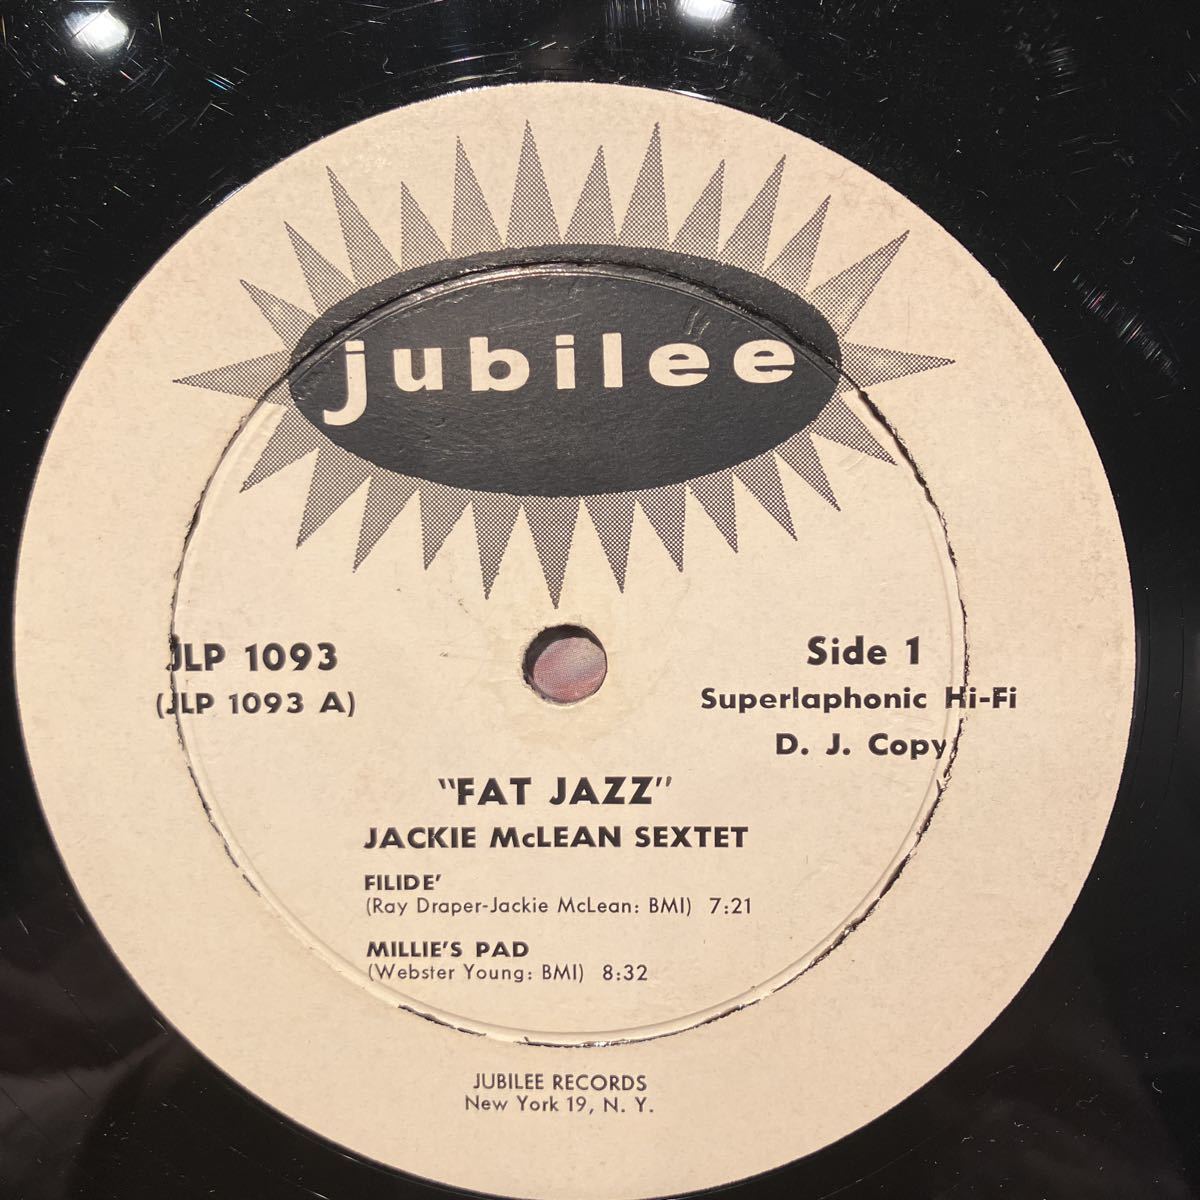 jubilee
JLP 1093
(JLP 1093 A)
Side 1
Superlaphonic Hi-Fi
D. J. Copy
"FAT JAZZ"
JACKIE McLEAN SEXTET
FILIDE'
(Ray Draper-Jackie McLean: BMI) 7:21
MILLIE'S PAD
(Webster Young: BMI) 8:32
JUBILEE RECORDS
New York 19, N. Y.